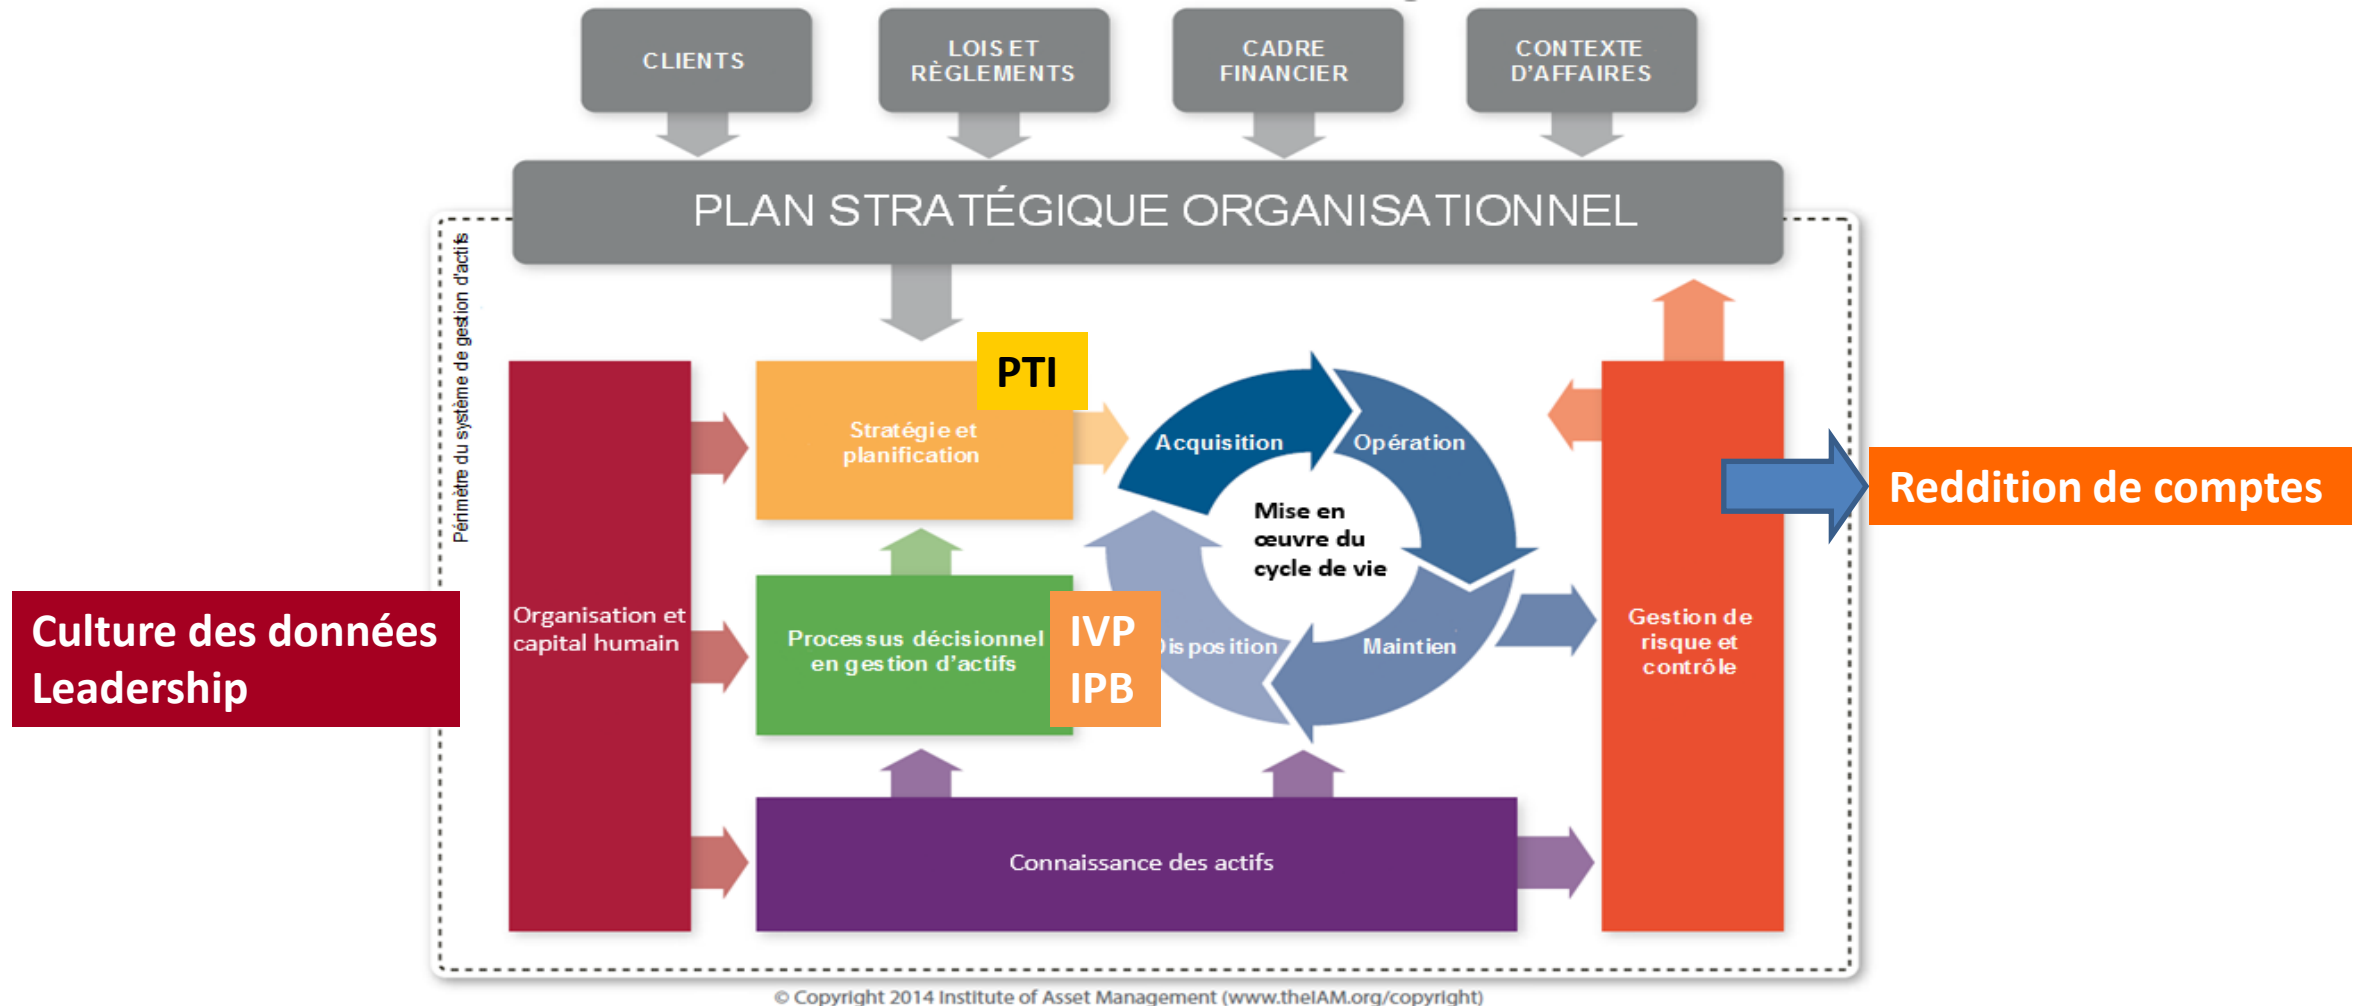 CLIENTS
LOIS ET
RÈGLEMENTS
CADRE
FINANCIER
CONTEXTE
D'AFFAIRES
PLAN STRATÉGIQUE ORGANISATIONNEL
Périmètre du système de gestion d'actifs
PTI
Stratégie et
planification
Acquisition
Opération
Mise en
œuvre du
cycle de vie
Reddition de comptes
Culture des données
Leadership
Organisation et
capital humain
Processus décisionnel
en gestion d'actifs
IVP
IPB
Disposition
Maintien
Gestion de
risque et
contrôle
Connaissance des actifs
© Copyright 2014 Institute of Asset Management (www.theIAM.org/copyright)